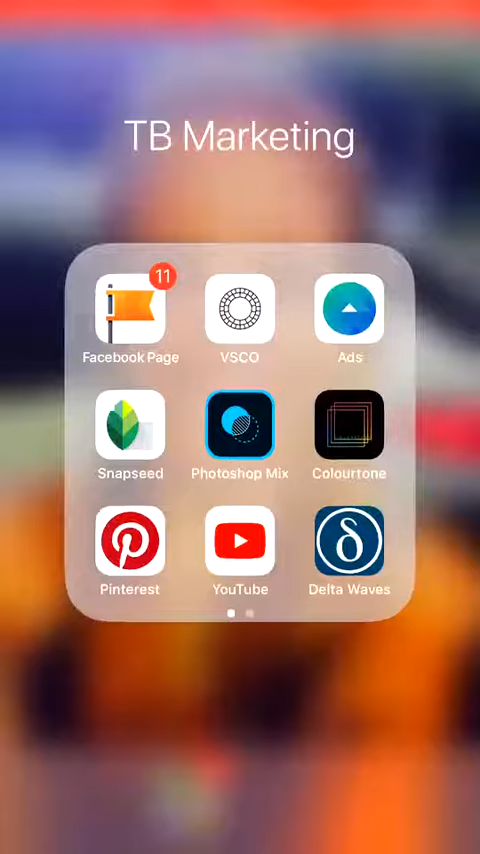 TB Marketing
11
Facebook Page
VSCO
Ads
Snapseed
Photoshop Mix
Colourtone
Pinterest
YouTube
Delta Waves
δ